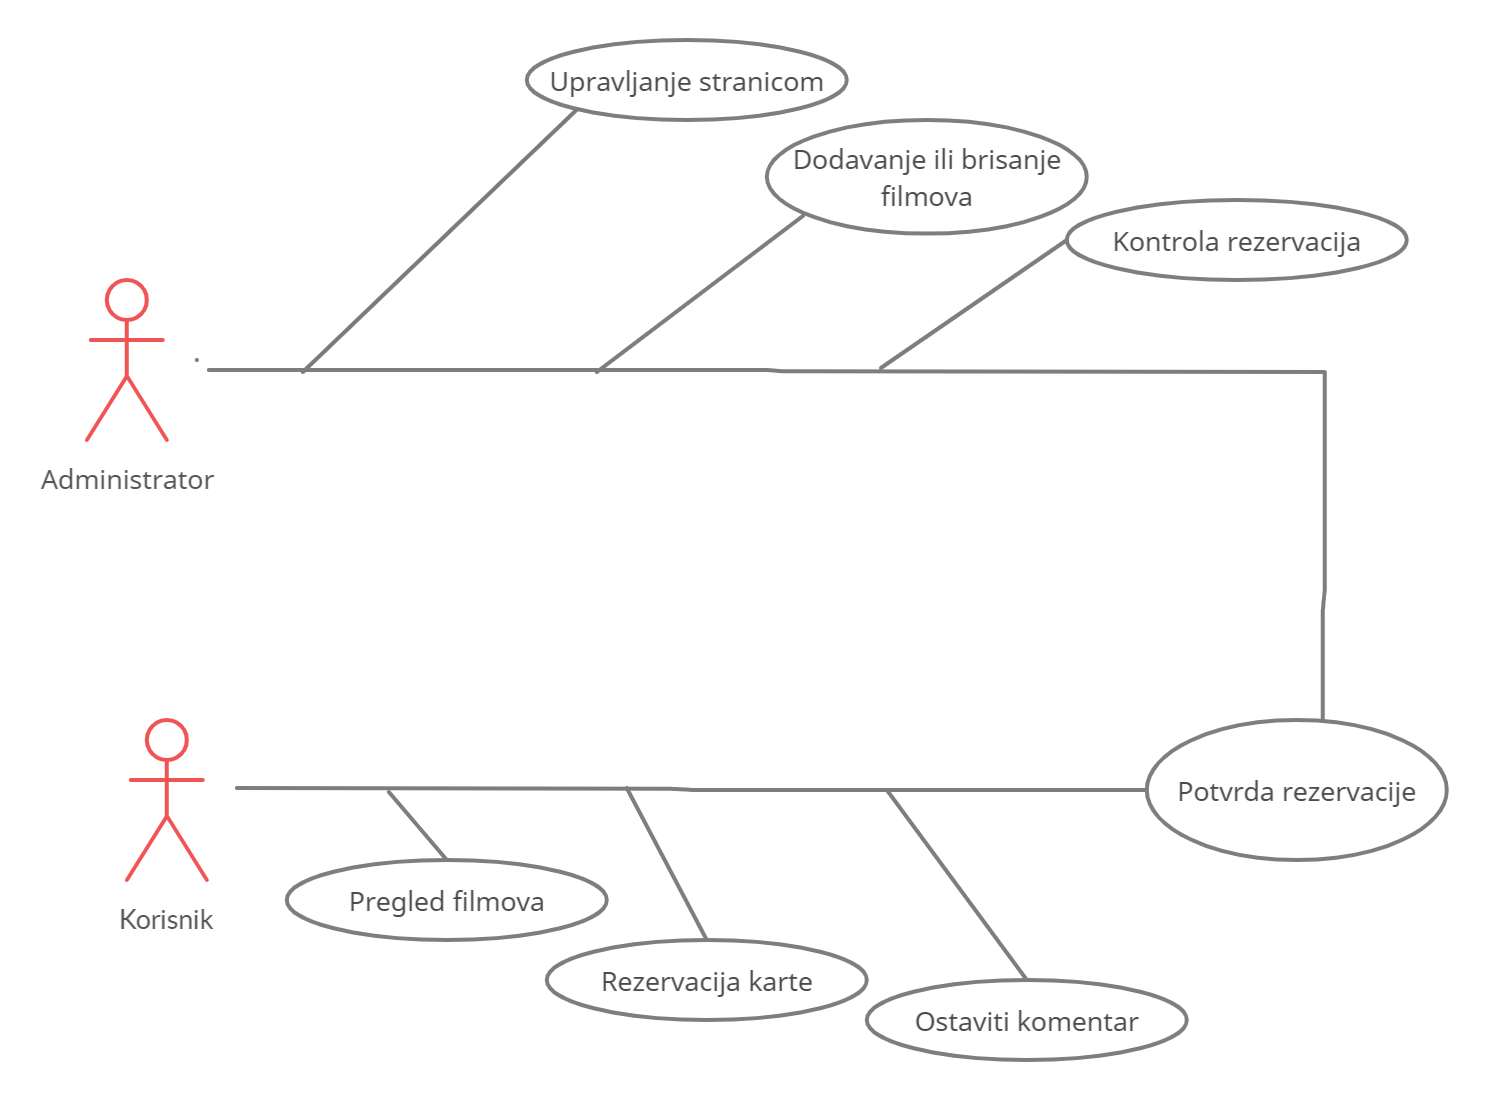 Upravljanje stranicom
Dodavanje ili brisanje
filmova
Kontrola rezervacija
Administrator
Potvrda rezervacije
Korisnik
Pregled filmova
Rezervacija karte
Ostaviti komentar